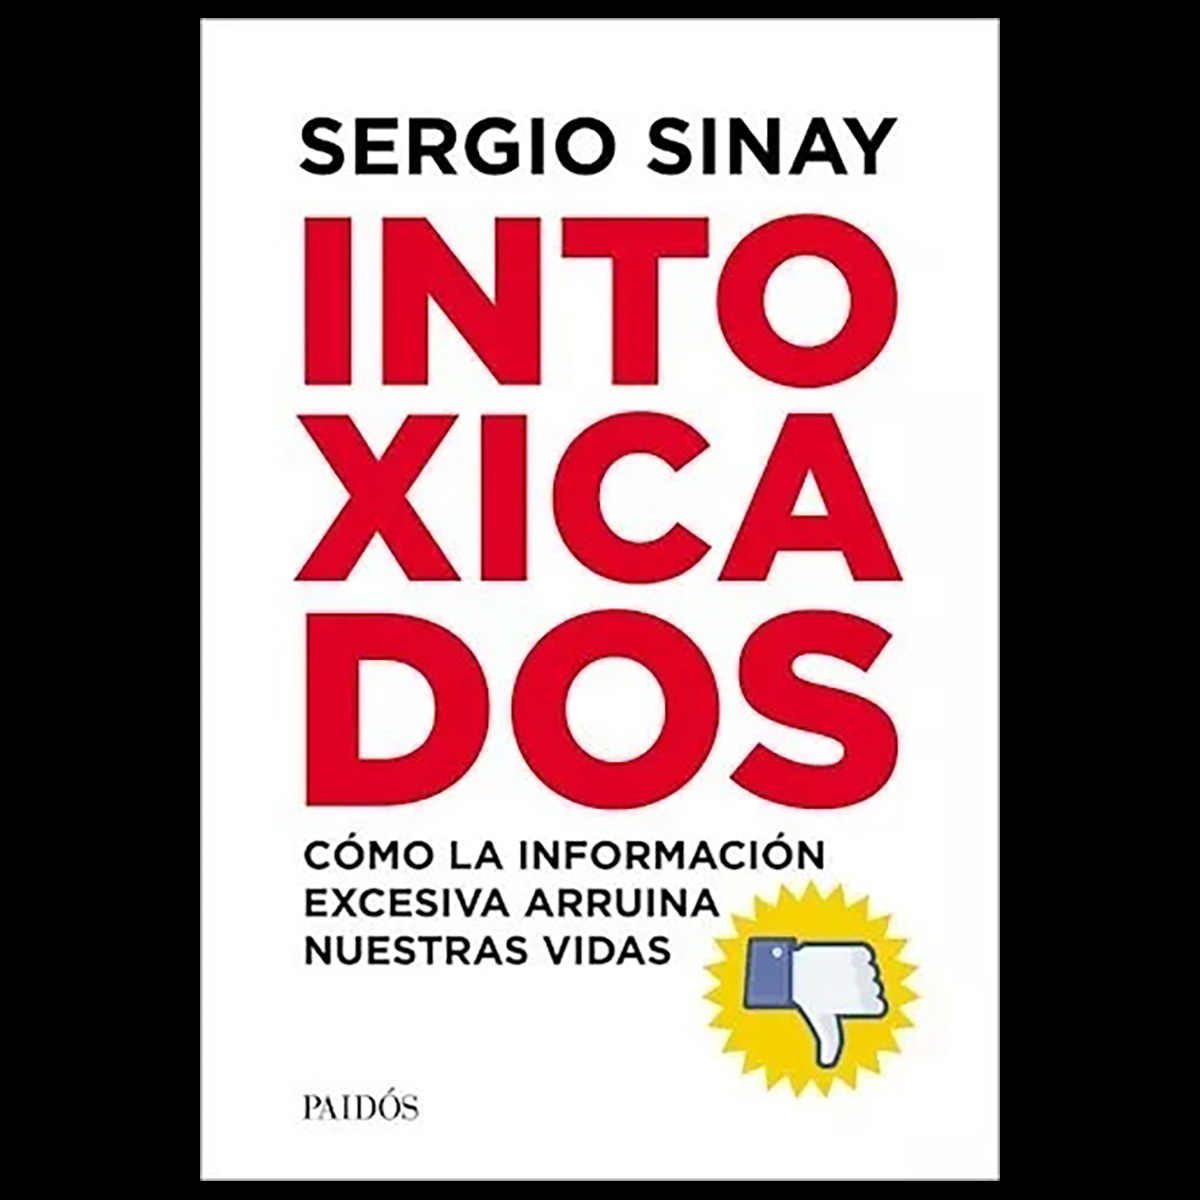 SERGIO SINAY
INTO
XICA
DOS
CÓMO LA INFORMACIÓN
EXCESIVA ARRUINA
NUESTRAS VIDAS
PAIDÓS